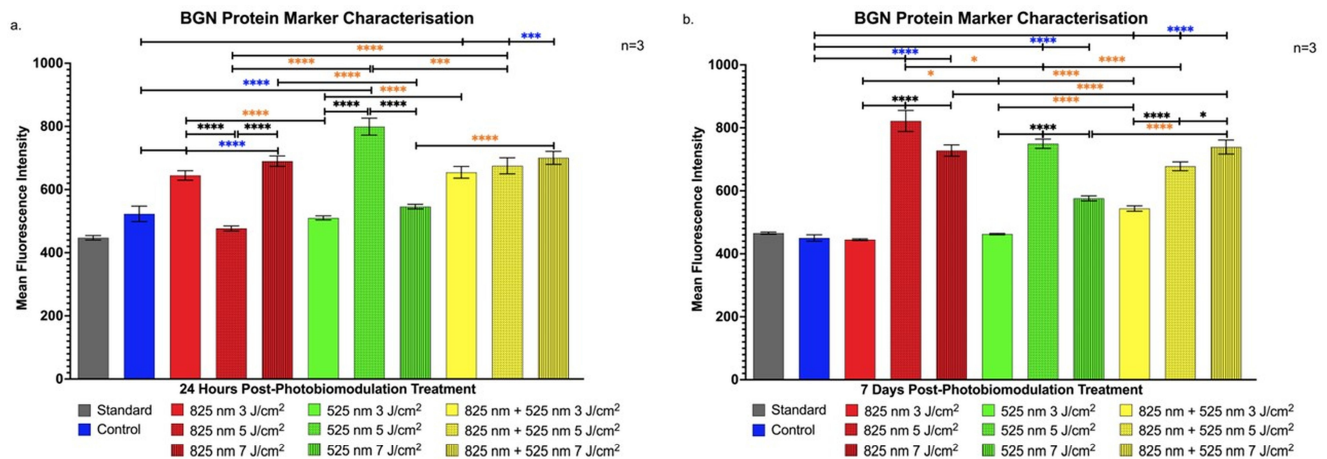 a.
BGN Protein Marker Characterisation
n=3
***
****
**** ***
****
****
****
**** ****
****
**** ****
****
****
Mean Fluorescence Intensity
1000
800
600
400
200
0
24 Hours Post-Photobiomodulation Treatment
Standard
Control
825 nm 3 J/cm²
825 nm 5 J/cm²
825 nm 7 J/cm²
525 nm 3 J/cm²
525 nm 5 J/cm²
525 nm 7 J/cm²
825 nm + 525 nm 3 J/cm²
825 nm + 525 nm 5 J/cm²
825 nm + 525 nm 7 J/cm²
b.
BGN Protein Marker Characterisation
n=3
****
****
****
* ****
* ****
****
****
****
**** *
**** ****
Mean Fluorescence Intensity
1000
800
600
400
200
0
7 Days Post-Photobiomodulation Treatment
Standard
Control
825 nm 3 J/cm²
825 nm 5 J/cm²
825 nm 7 J/cm²
525 nm 3 J/cm²
525 nm 5 J/cm²
525 nm 7 J/cm²
825 nm + 525 nm 3 J/cm²
825 nm + 525 nm 5 J/cm²
825 nm + 525 nm 7 J/cm²